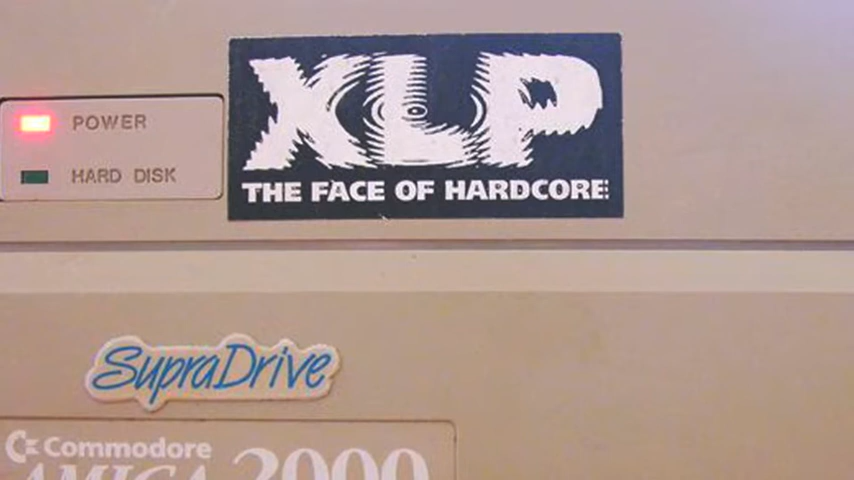 XLP
THE FACE OF HARDCORE
POWER
HARD DISK
SupraDrive
Commodore
AMIGA 2000